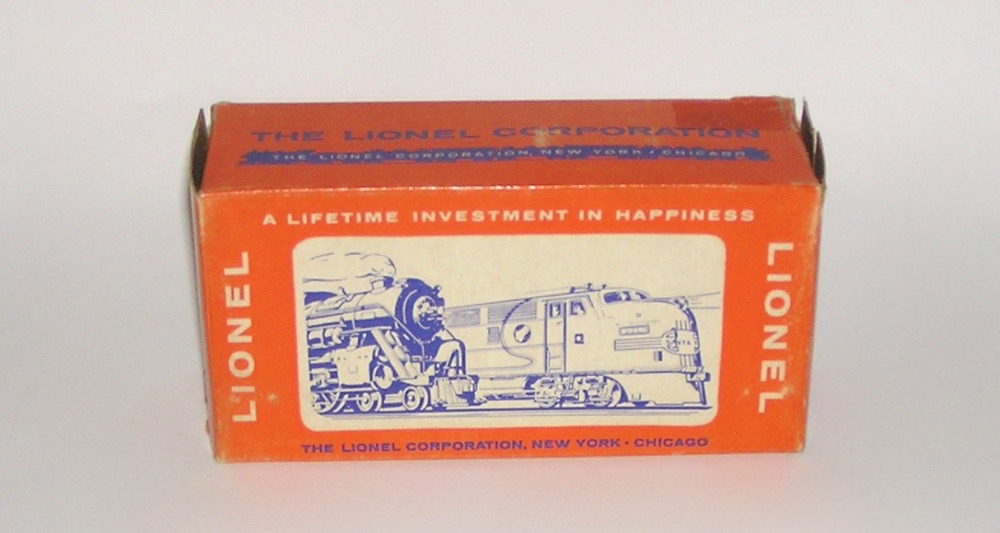 THE LIONEL CORPORATION
THE LIONEL CORPORATION, NEW YORK • CHICAGO
A LIFETIME INVESTMENT IN HAPPINESS
LIONEL
LIONEL
THE LIONEL CORPORATION, NEW YORK • CHICAGO